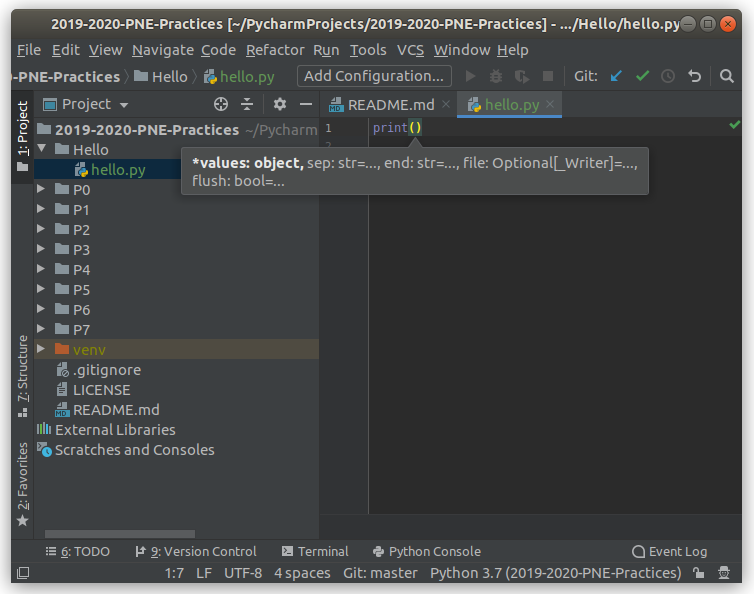 2019-2020-PNE-Practices [~/PycharmProjects/2019-2020-PNE-Practices] - .../Hello/hello.py
File Edit View Navigate Code Refactor Run Tools VCS Window Help
-PNE-Practices Hello hello.py Add Configuration... Git:
Project README.md hello.py
1: Project
2019-2020-PNE-Practices ~/Pycharm
1 print()
2
Hello
*values: object, sep: str=..., end: str=..., file: Optional[_Writer]=...,
flush: bool=...
hello.py
P0
P1
P2
P3
P4
P5
P6
P7
venv
.gitignore
LICENSE
README.md
External Libraries
Scratches and Consoles
7: Structure
2: Favorites
6: TODO 9: Version Control Terminal Python Console Event Log
1:7 LF UTF-8 4 spaces Git: master Python 3.7 (2019-2020-PNE-Practices)